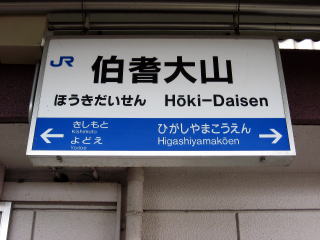 JR 伯耆大山
ほうきだいせん Hōki-Daisen
きしもと
Kishimoto
よどえ
Yodoe
ひがしやまこうえん
Higashiyamakōen